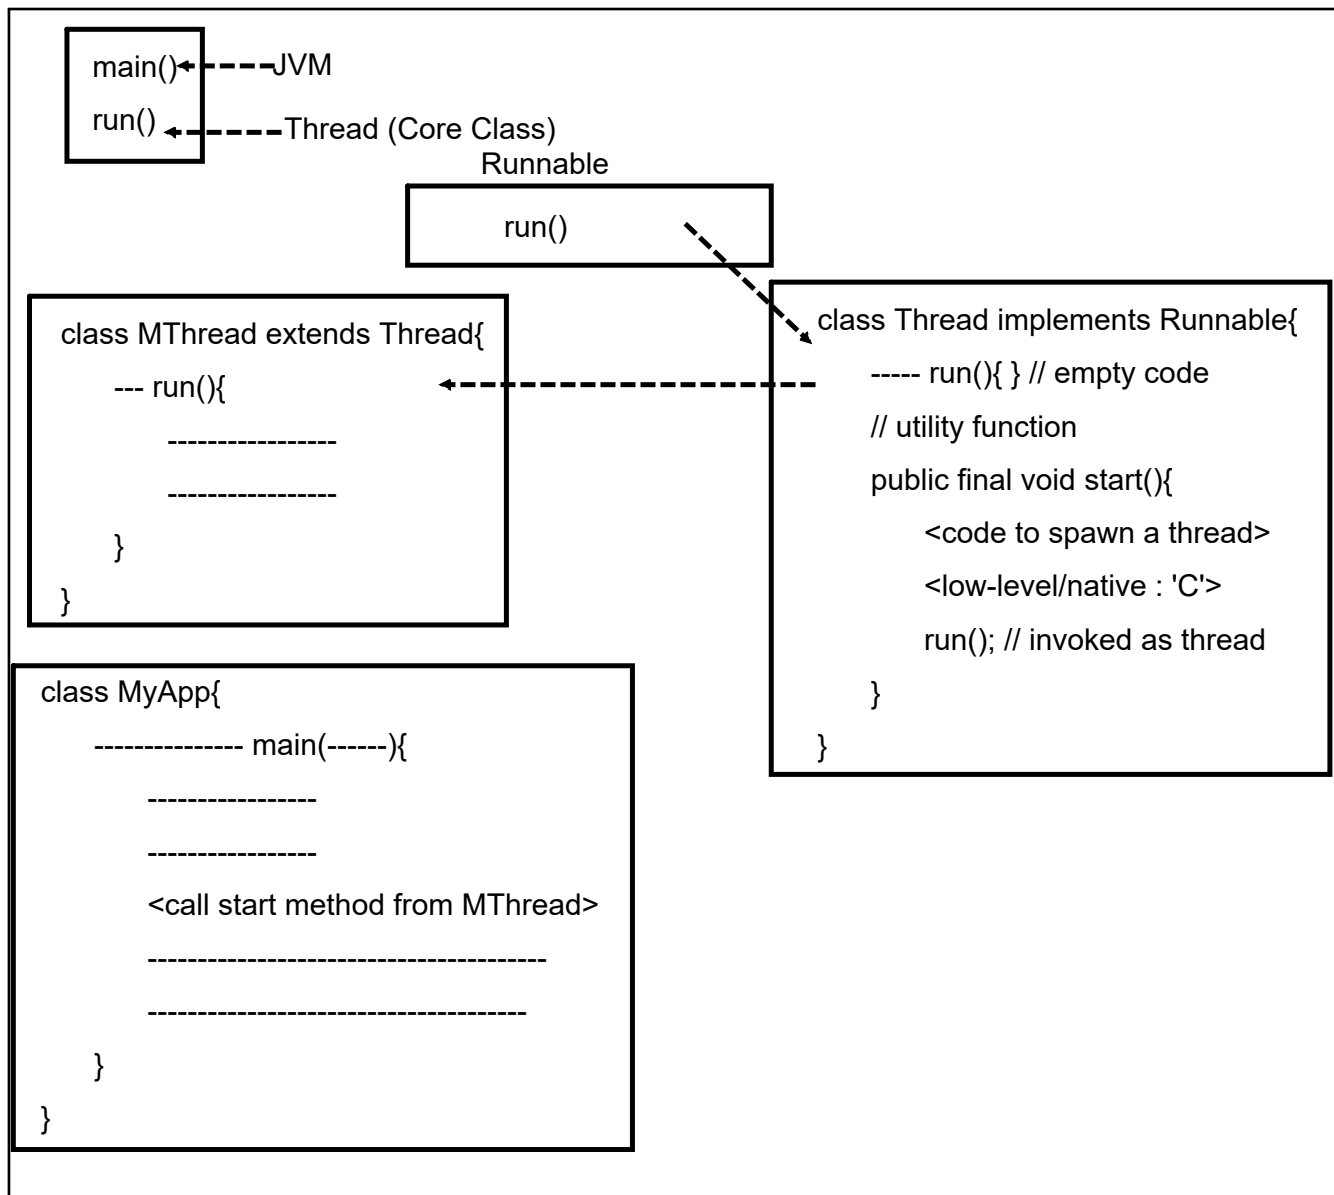 main() JVM
run() Thread (Core Class)
Runnable
run()
class MThread extends Thread{
--- run(){
-----------------
-----------------
}
}
class Thread implements Runnable{
----- run(){ } // empty code
// utility function
public final void start(){
<code to spawn a thread>
<low-level/native : 'C'>
run(); // invoked as thread
}
}
class MyApp{
--------------- main(------){
-----------------
-----------------
<call start method from MThread>
----------------------------------------
--------------------------------------
}
}